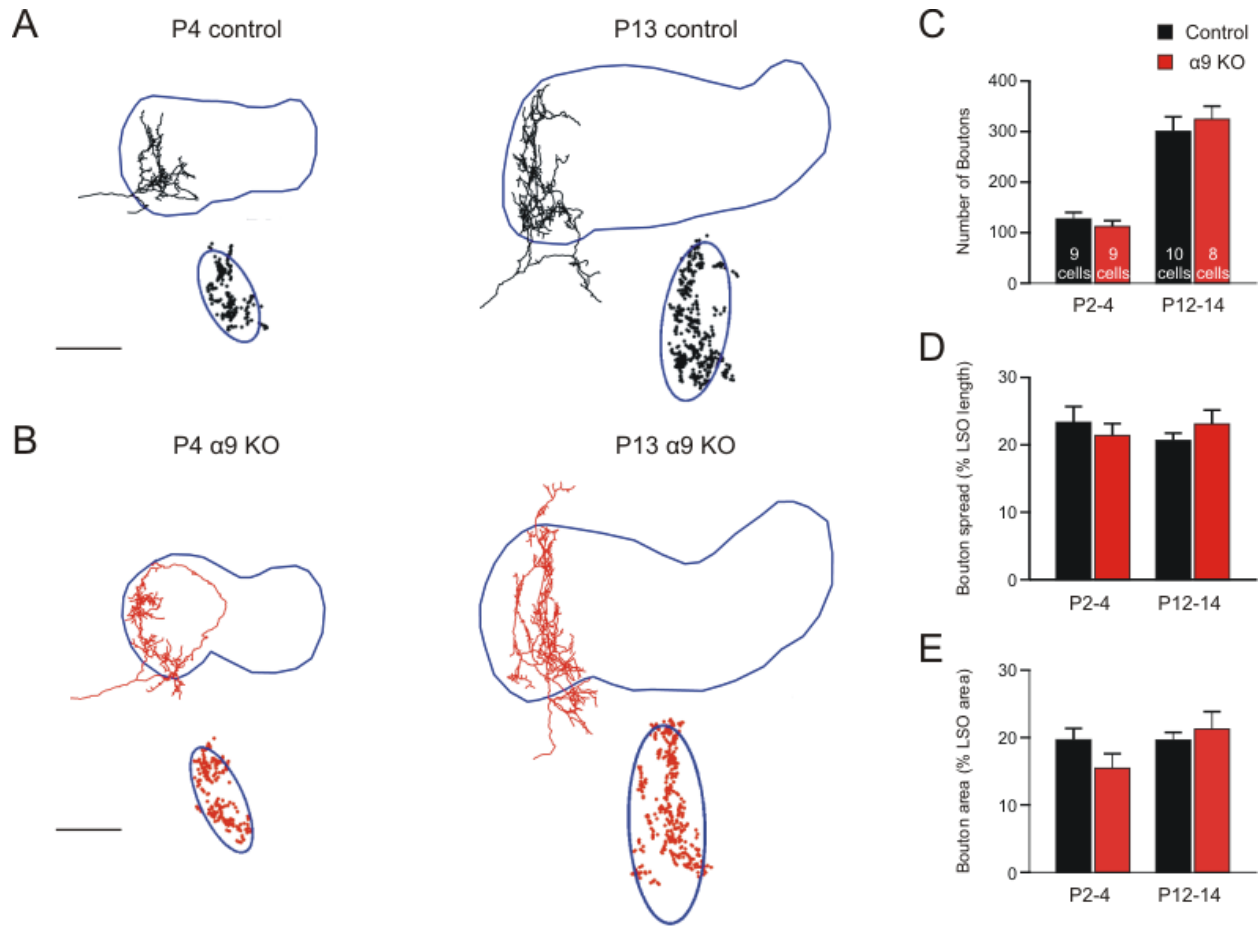 A
P4 control
P13 control
B
P4 α9 KO
P13 α9 KO
C
Control
α9 KO
Number of Boutons
400
300
200
100
0
9 cells
9 cells
10 cells
8 cells
P2-4
P12-14
D
Bouton spread (% LSO length)
30
20
10
0
P2-4
P12-14
E
Bouton area (% LSO area)
30
20
10
0
P2-4
P12-14